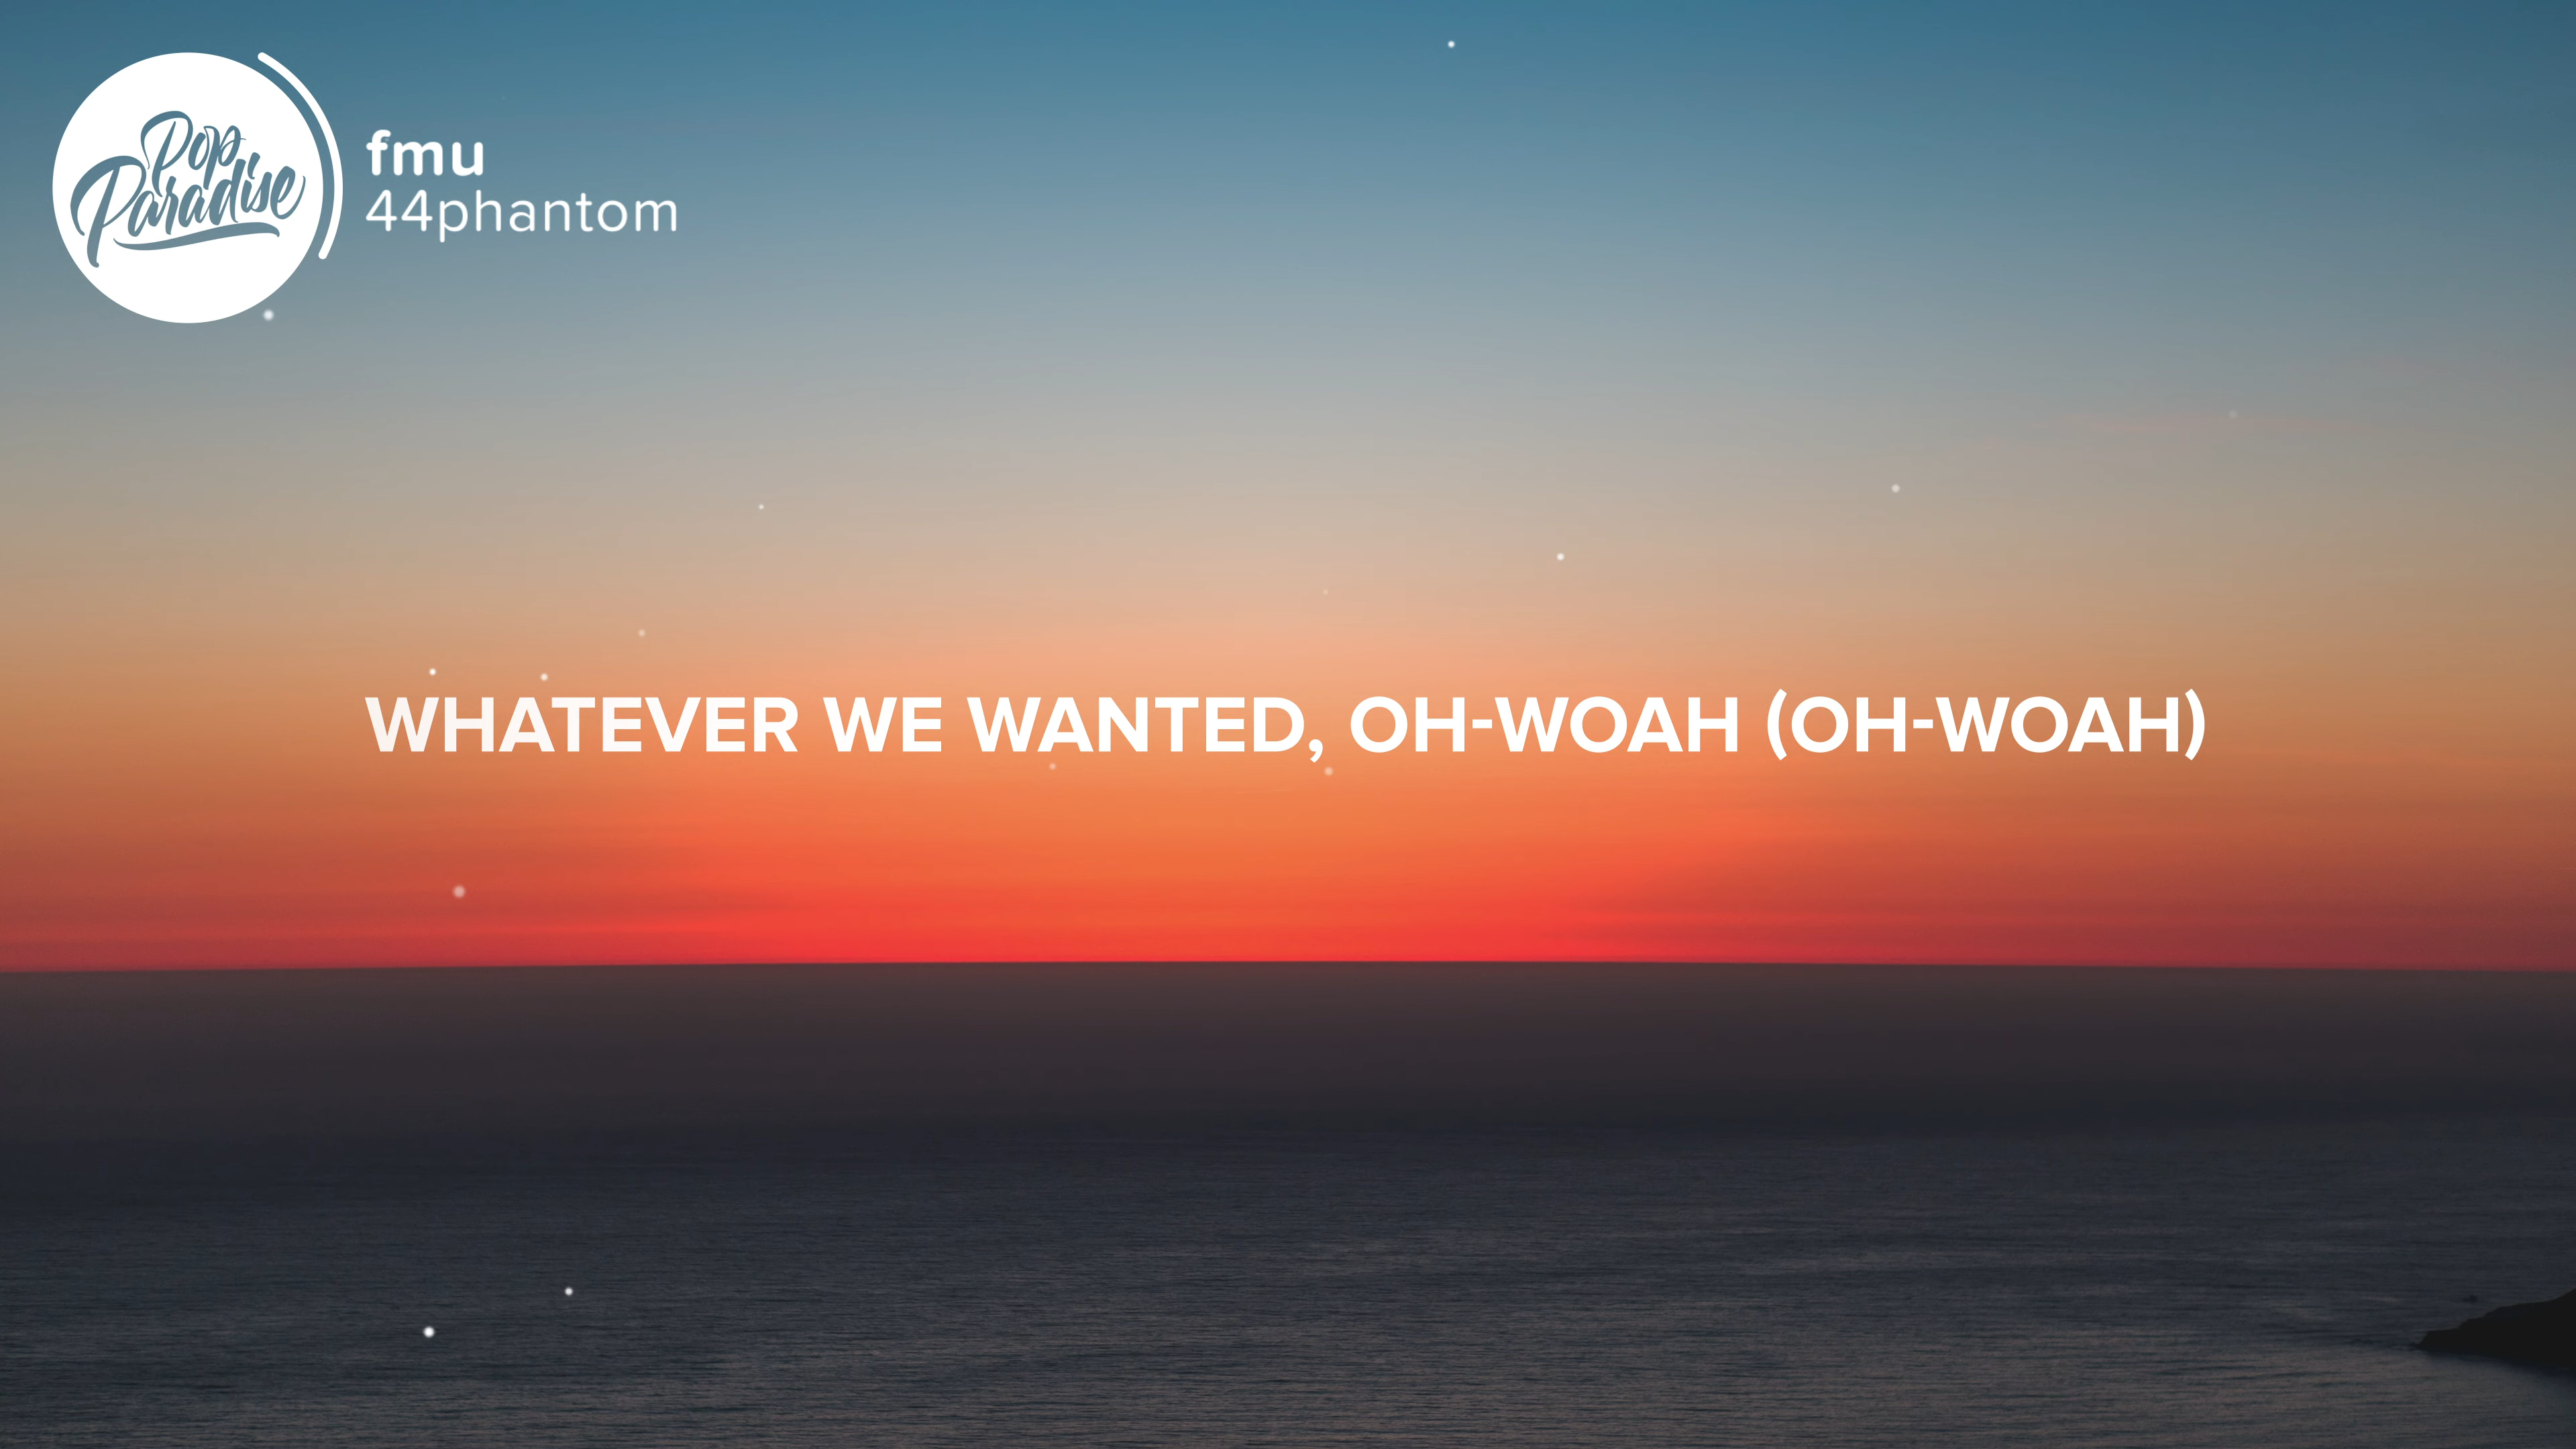 Pop
Paradise
fmu
44phantom
WHATEVER WE WANTED, OH-WOAH (OH-WOAH)